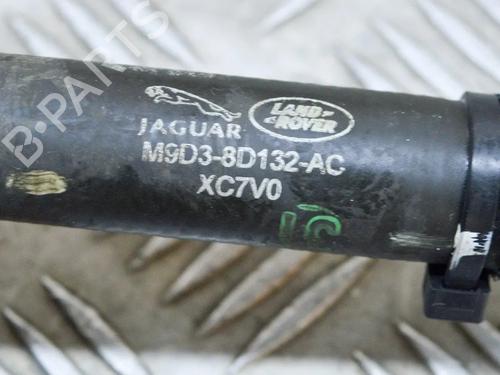 B-PARTS
LAND
ROVER
JAGUAR
M9D3-8D132-AC
XC7V0